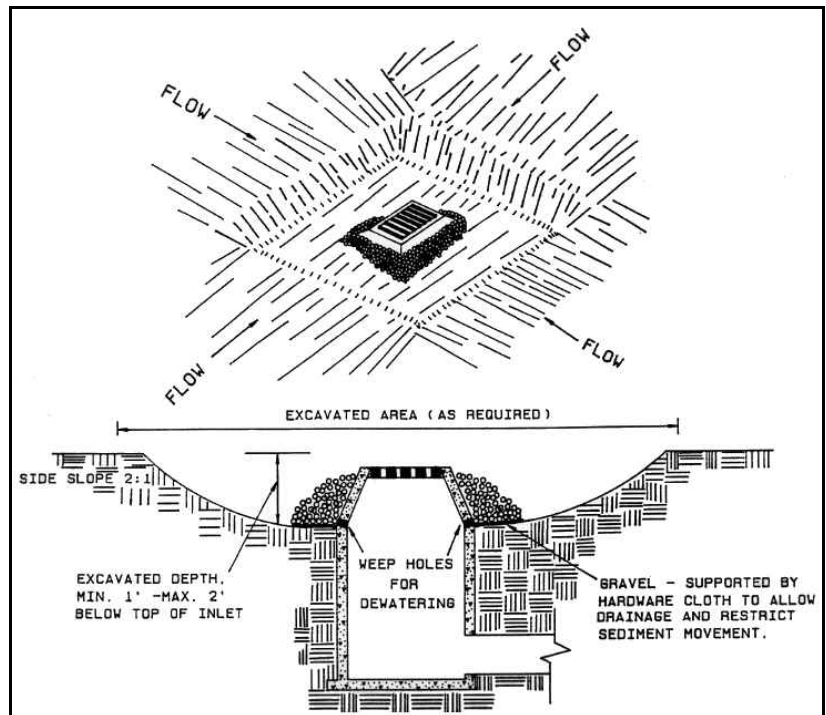 FLOW
FLOW
FLOW
FLOW
EXCAVATED AREA (AS REQUIRED)
SIDE SLOPE 2:1
EXCAVATED DEPTH,
MIN. 1' -MAX. 2'
BELOW TOP OF INLET
WEEP HOLES
FOR
DEWATERING
GRAVEL - SUPPORTED BY
HARDWARE CLOTH TO ALLOW
DRAINAGE AND RESTRICT
SEDIMENT MOVEMENT.